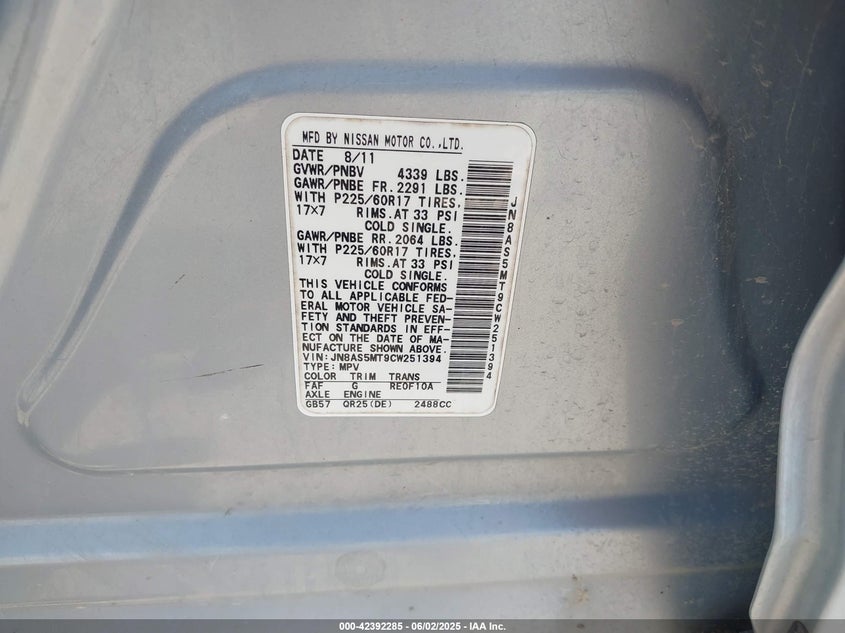 MFD BY NISSAN MOTOR CO.,LTD.
DATE 8/11
GVWR/PNBV 4339 LBS.
GAWR/PNBE FR. 2291 LBS.
WITH P225/60R17 TIRES,
17×7 RIMS. AT 33 PSI
COLD SINGLE.
GAWR/PNBE RR. 2064 LBS.
WITH P225/60R17 TIRES,
17×7 RIMS. AT 33 PSI
COLD SINGLE.
THIS VEHICLE CONFORMS
TO ALL APPLICABLE FED-
ERAL MOTOR VEHICLE SA-
FETY AND THEFT PREVEN-
TION STANDARDS IN EFF-
ECT ON THE DATE OF MA-
NUFACTURE SHOWN ABOVE.
VIN: JN8AS5MT9CW251394
TYPE: MPV
COLOR TRIM TRANS
FAF G RE0F10A
AXLE ENGINE
GB57 QR25(DE) 2488CC
JN8AS5MT9CW251394
000-42392285 - 06/02/2025 - IAA Inc.